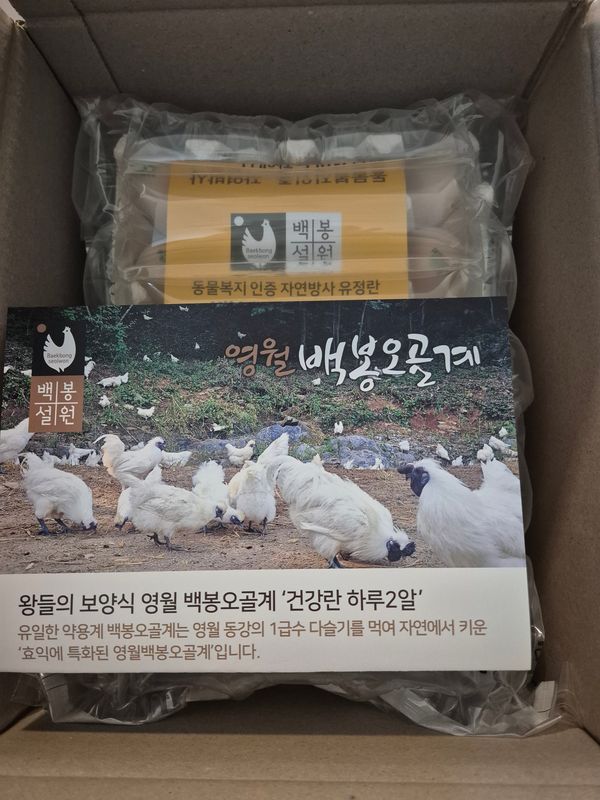 백봉
설원
동물복지 인증 자연방사 유정란
Baekbong
seolwon
백봉
설원
영월 백봉오골계
왕들의 보양식 영월 백봉오골계 ‘건강란 하루2알’
유일한 약용계 백봉오골계는 영월 동강의 1급수 다슬기를 먹여 자연에서 키운
‘효익에 특화된 영월백봉오골계’입니다.